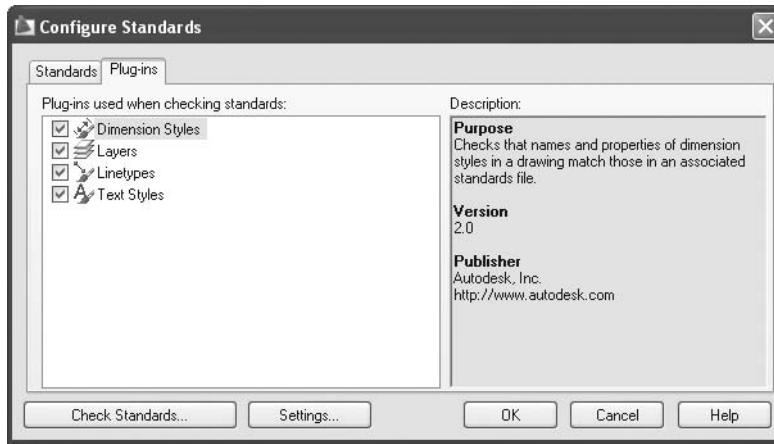 Configure Standards
Standards
Plug-ins
Plug-ins used when checking standards:
Dimension Styles
Layers
Linetypes
Text Styles
Description:
Purpose
Checks that names and properties of dimension
styles in a drawing match those in an associated
standards file.
Version
2.0
Publisher
Autodesk, Inc.
http://www.autodesk.com
Check Standards...
Settings...
OK
Cancel
Help